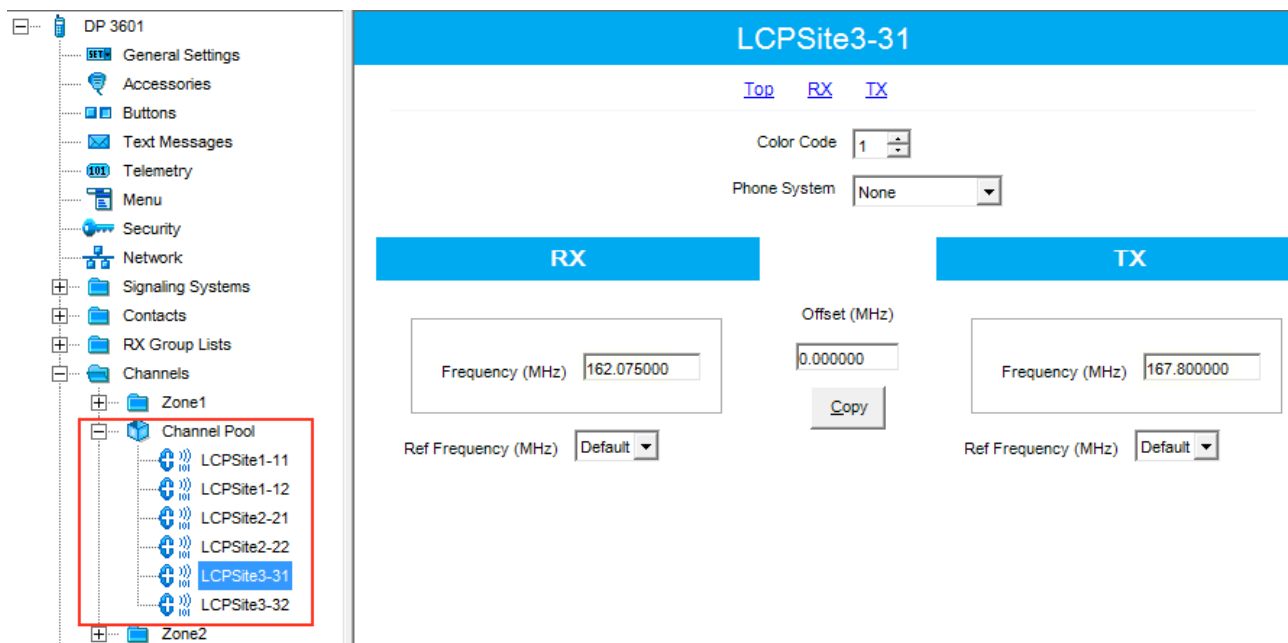 DP 3601
SET
General Settings
Accessories
Buttons
Text Messages
101
Telemetry
Menu
Security
Network
Signaling Systems
Contacts
RX Group Lists
Channels
Zone1
Channel Pool
LCPSite1-11
LCPSite1-12
LCPSite2-21
LCPSite2-22
LCPSite3-31
LCPSite3-32
Zone2
LCPSite3-31
Top RX TX
Color Code 1
Phone System None
RX
Frequency (MHz) 162.075000
Ref Frequency (MHz) Default
Offset (MHz)
0.000000
Copy
TX
Frequency (MHz) 167.800000
Ref Frequency (MHz) Default